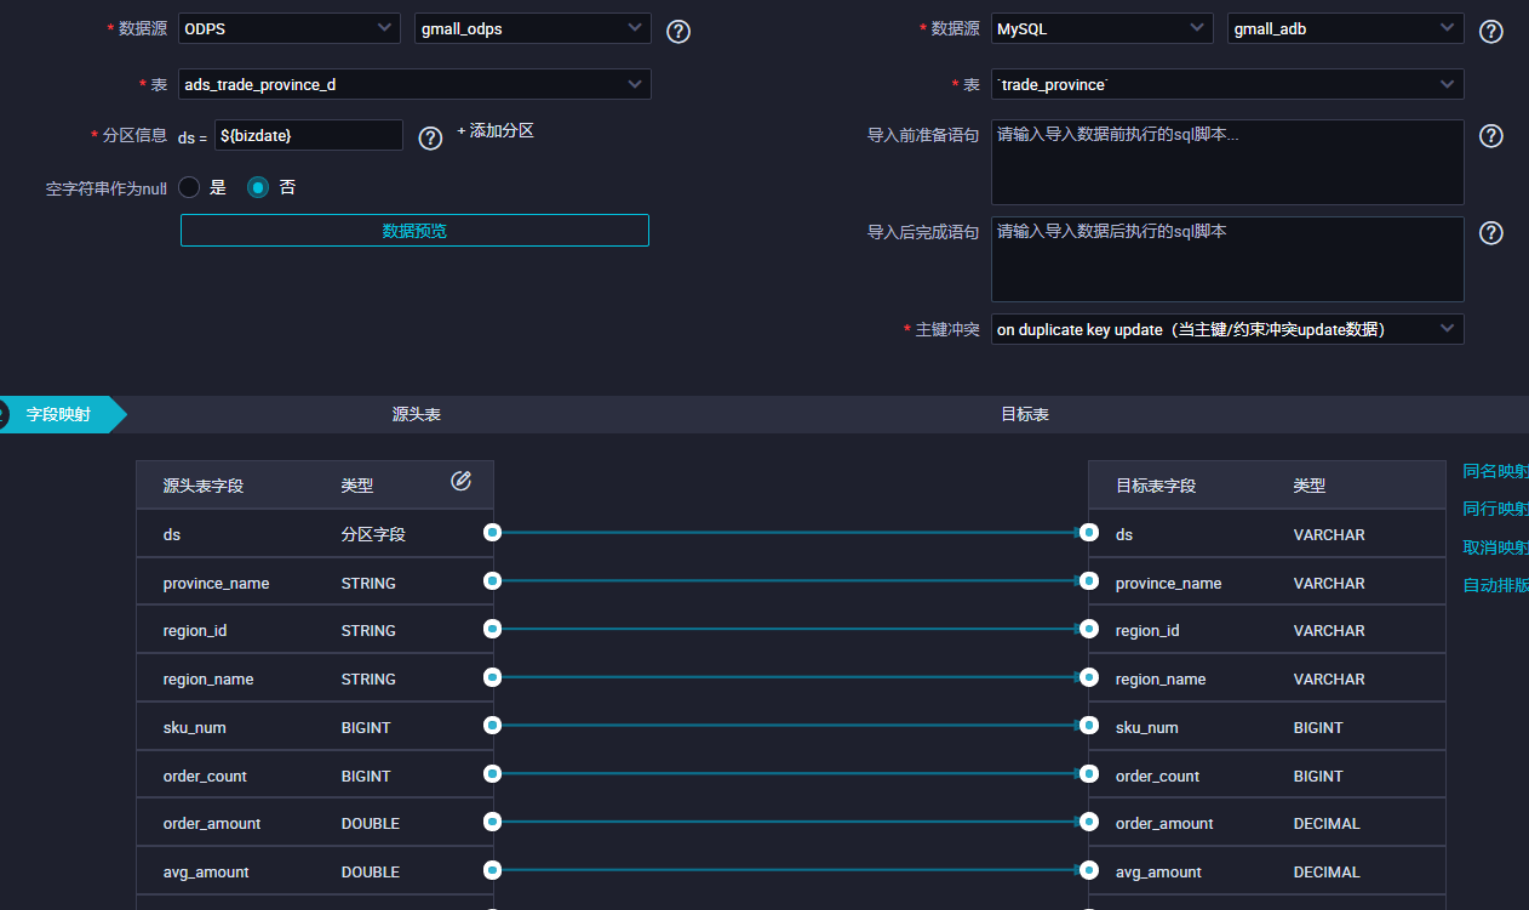 * 数据源 ODPS gmall_odps ?
* 表 ads_trade_province_d
* 分区信息 ds = ${bizdate} ? + 添加分区
空字符串作为null 是 否
数据预览
* 数据源 MySQL gmall_adb ?
* 表 `trade_province`
导入前准备语句 请输入导入数据前执行的sql脚本... ?
导入后完成语句 请输入导入数据后执行的sql脚本 ?
* 主键冲突 on duplicate key update（当主键/约束冲突update数据）
字段映射 源头表 目标表
源头表字段 类型 目标表字段 类型
ds 分区字段 ds VARCHAR
province_name STRING province_name VARCHAR
region_id STRING region_id VARCHAR
region_name STRING region_name VARCHAR
sku_num BIGINT sku_num BIGINT
order_count BIGINT order_count BIGINT
order_amount DOUBLE order_amount DECIMAL
avg_amount DOUBLE avg_amount DECIMAL
同名映射
同行映射
取消映射
自动排版